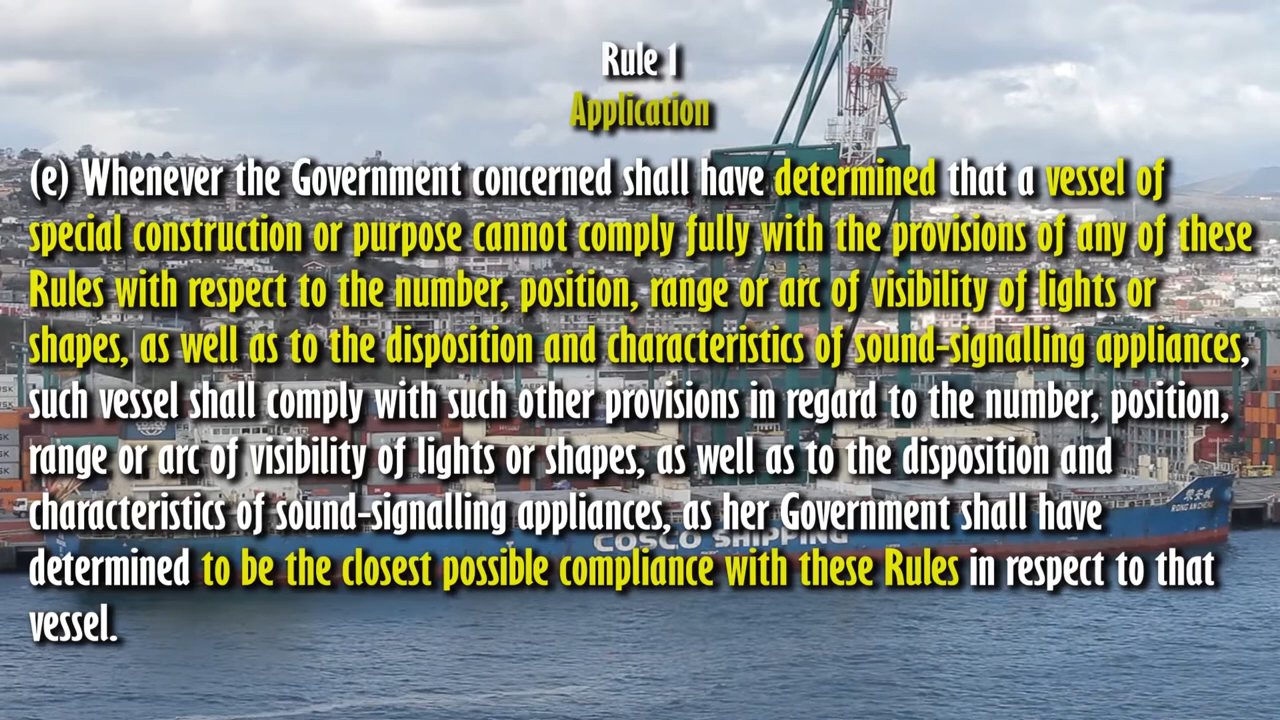 Rule 1
Application
(e) Whenever the Government concerned shall have determined that a vessel of
special construction or purpose cannot comply fully with the provisions of any of these
Rules with respect to the number, position, range or arc of visibility of lights or
shapes, as well as to the disposition and characteristics of sound-signalling appliances,
such vessel shall comply with such other provisions in regard to the number, position,
range or arc of visibility of lights or shapes, as well as to the disposition and
characteristics of sound-signalling appliances, as her Government shall have
determined to be the closest possible compliance with these Rules in respect to that
vessel.
COSCO SHIPPING
RONG AN CHENG